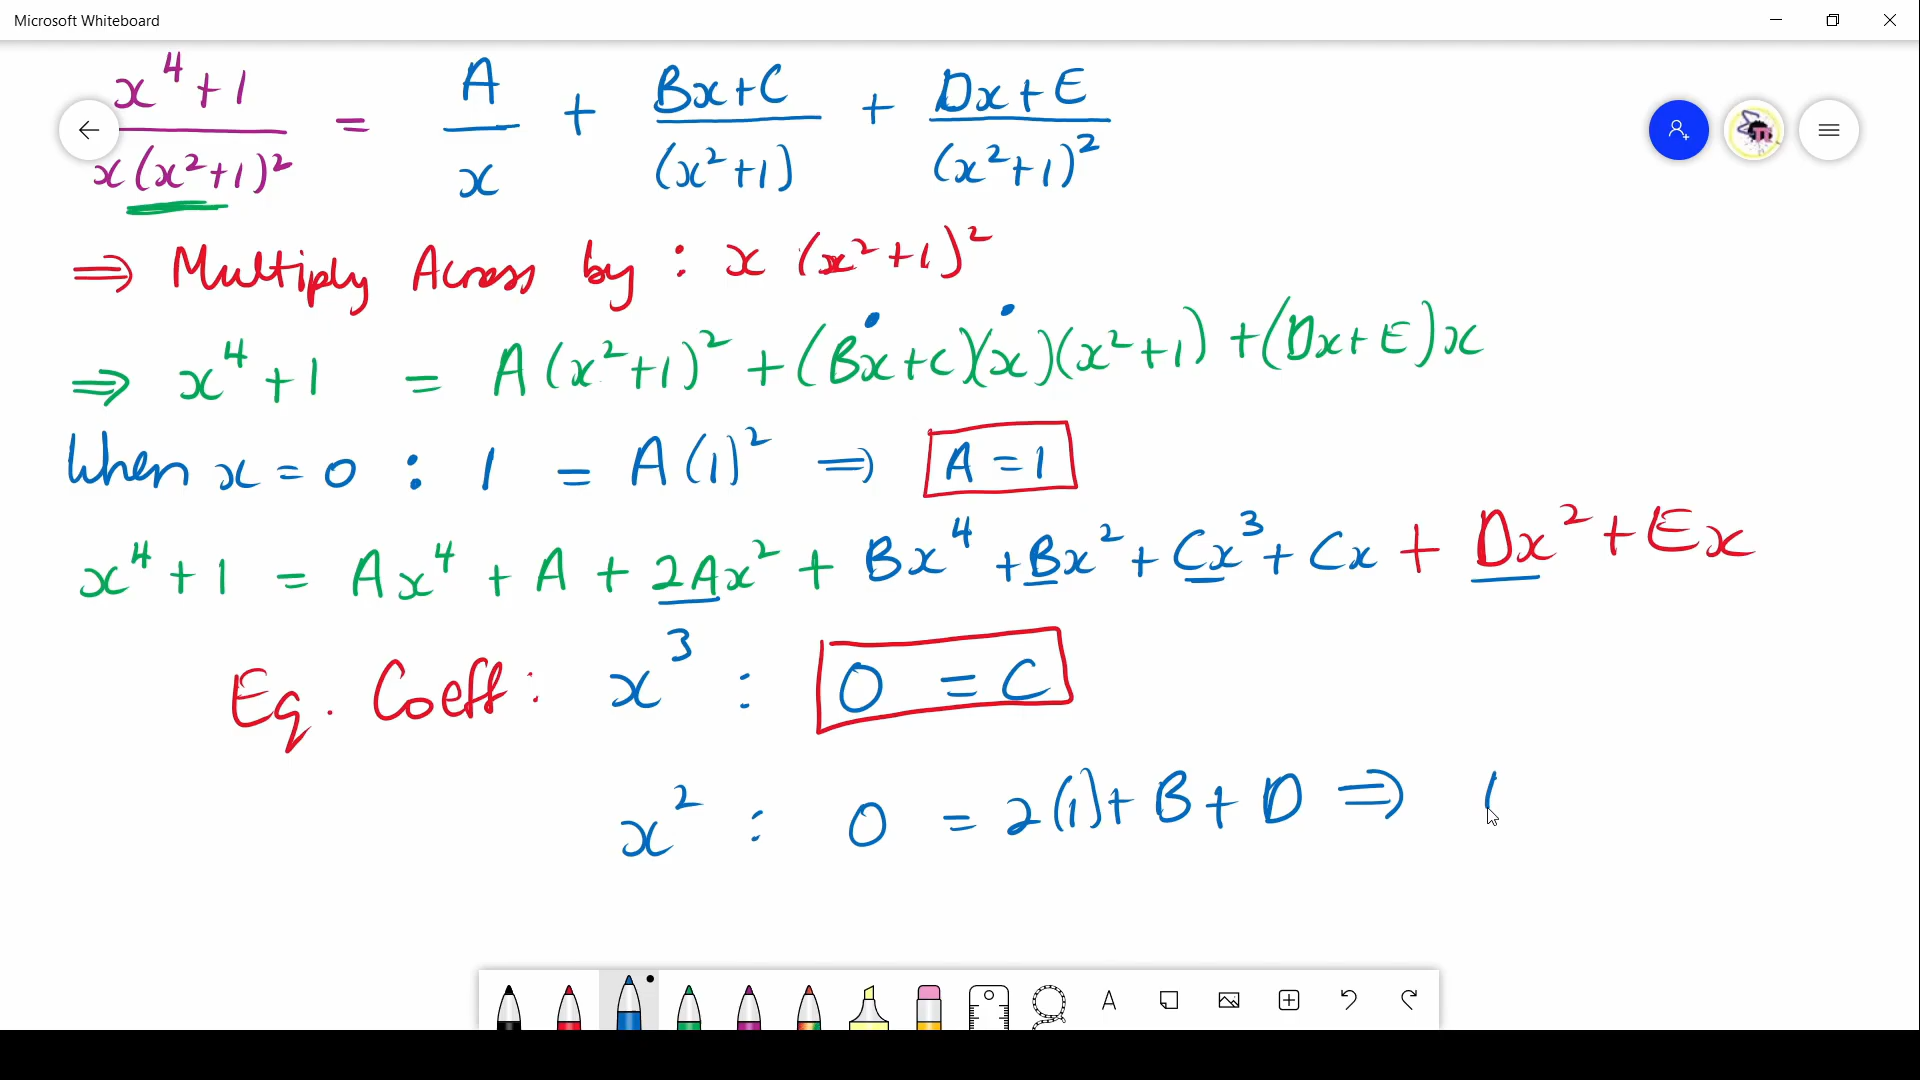 Microsoft Whiteboard
x⁴+1 / x(x²+1)² = A / x + Bx+C / (x²+1) + Dx+E / (x²+1)²
⇒ Multiply Across by : x (x²+1)²
⇒ x⁴+1 = A(x²+1)² + (Bx+C)(x)(x²+1) + (Dx+E)x
When x = 0 : 1 = A(1)² ⇒ A = 1
x⁴+1 = Ax⁴ + A + 2Ax² + Bx⁴ + Bx² + Cx³ + Cx + Dx² + Ex
Eq. Coeff : x³ : 0 = C
x² : 0 = 2(1) + B + D ⇒
A